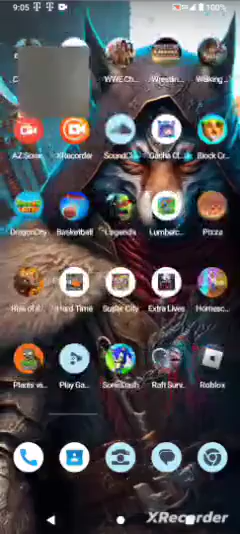 9:05 100%
WWE Ch... Wrestlin... Walking...
AZ Scree... XRecorder SoundCl... Gacha Cl... Block Cr...
DragonCity Basketball Legends Lumberc... Pizza
Rise of K... Hard Time Sucker City Extra Lives Homesc...
Plants vs... Play Ga... SonicDash Raft Surv... Roblox
XRecorder